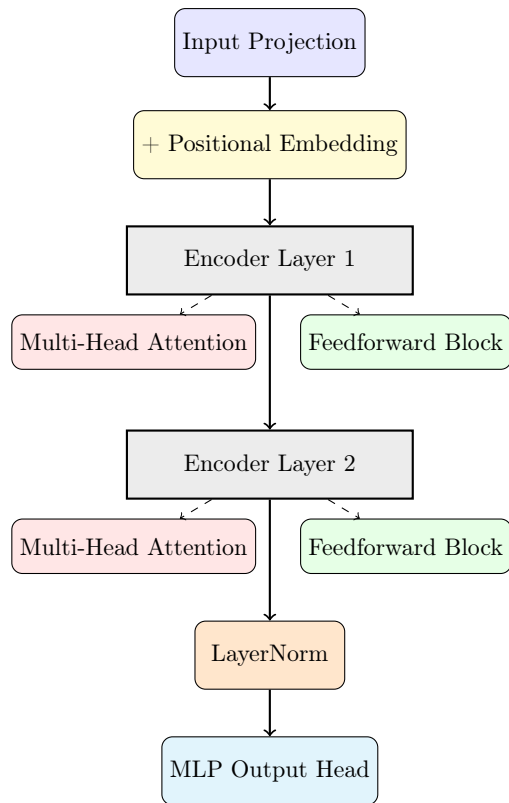 Input Projection
+ Positional Embedding
Encoder Layer 1
Multi-Head Attention
Feedforward Block
Encoder Layer 2
Multi-Head Attention
Feedforward Block
LayerNorm
MLP Output Head